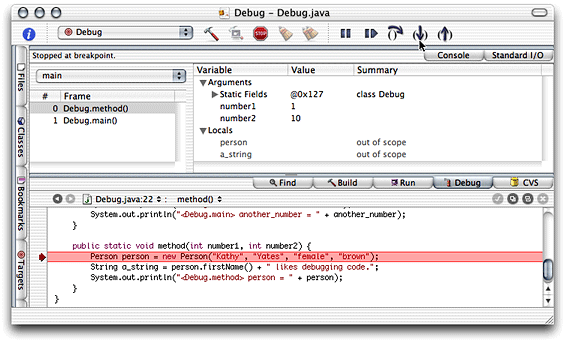 Debug – Debug.java
Debug
STOP
Stopped at breakpoint.
Console
Standard I/O
main
# Frame
0 Debug.method()
1 Debug.main()
Variable Value Summary
Arguments
Static Fields @0x127 class Debug
number1 1
number2 10
Locals
person out of scope
a_string out of scope
Files
Classes
Bookmarks
Targets
Find
Build
Run
Debug
CVS
Debug.java:22 : method()
System.out.println("<Debug.main> another_number = " + another_number);
}
public static void method(int number1, int number2) {
Person person = new Person("Kathy", "Yates", "female", "brown");
String a_string = person.firstName() + " likes debugging code.";
System.out.println("<Debug.method> person = " + person);
}
}